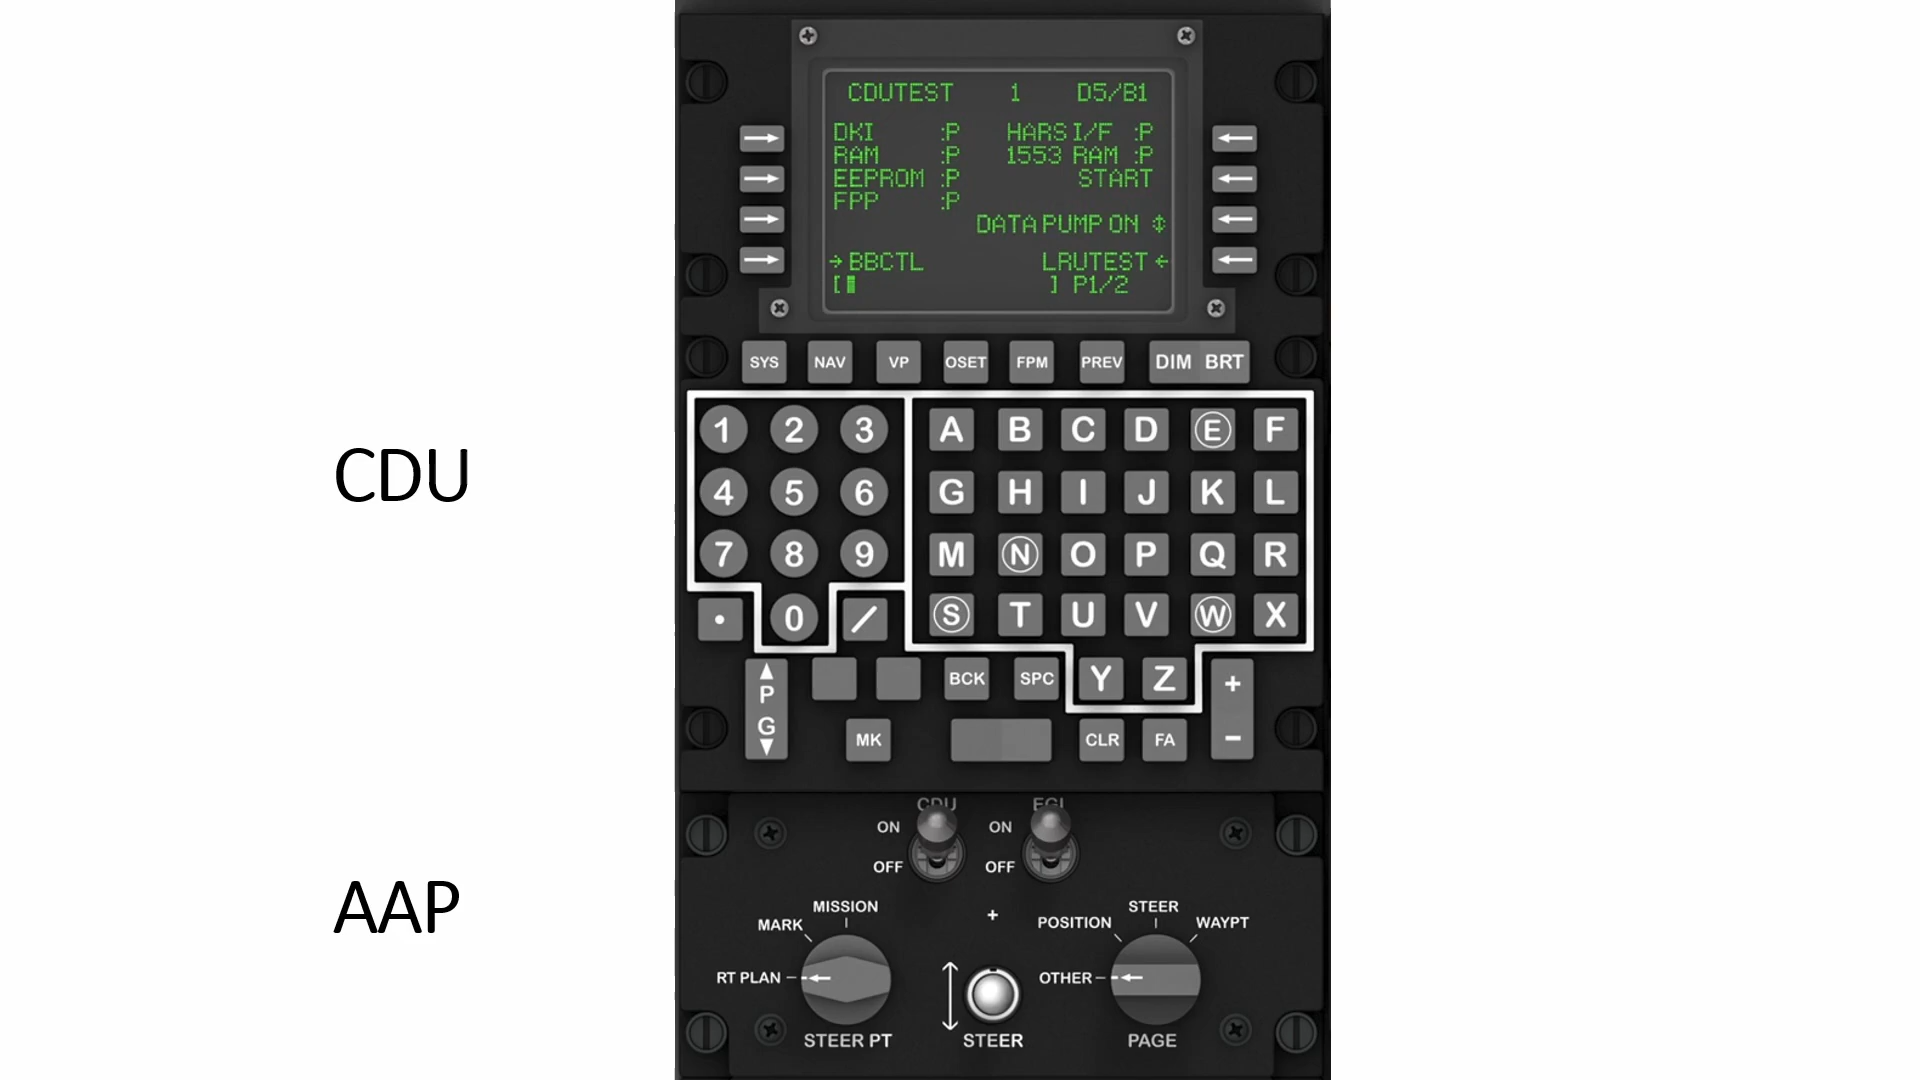 CDUTEST 1 D5/B1
DKI :P HARS I/F :P
RAM :P 1553 RAM :P
EEPROM :P START
FPP :P
DATA PUMP ON ↕
→BBCTL LRUTEST←
[ ] P1/2
SYS NAV VP OSET FPM PREV DIM BRT
1 2 3 A B C D E F
CDU
4 5 6 G H I J K L
7 8 9 M N O P Q R
• 0 / S T U V W X
▲ P G ▼ BCK SPC Y Z + −
MK CLR FA
CDU EGI
ON ON
OFF OFF
AAP
MISSION + STEER
MARK POSITION WAYPT
RT PLAN OTHER
STEER PT STEER PAGE